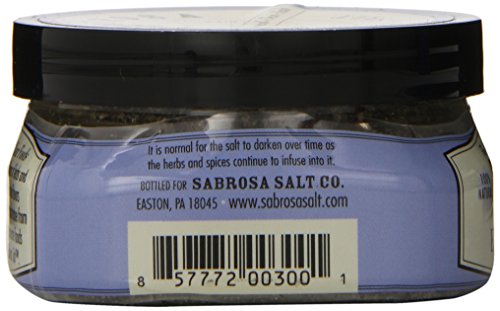 It is normal for the salt to darken over time as
the herbs and spices continue to infuse into it.
BOTTLED FOR SABROSA SALT CO.
EASTON, PA 18045 • www.sabrosasalt.com
8 57772 00300 1